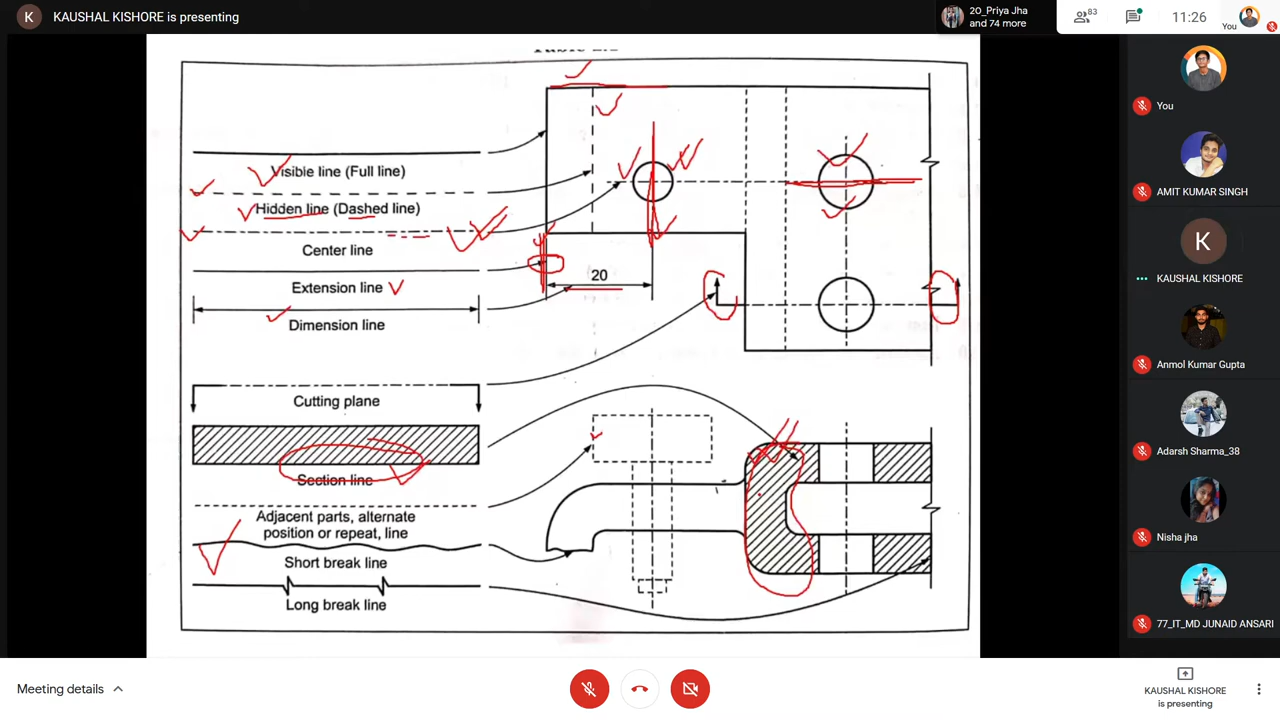 K KAUSHAL KISHORE is presenting
20_Priya Jha
and 74 more
83
11:26
You
Visible line (Full line)
Hidden line (Dashed line)
Center line
Extension line
Dimension line
20
Cutting plane
Section line
Adjacent parts, alternate
position or repeat, line
Short break line
Long break line
You
AMIT KUMAR SINGH
K
KAUSHAL KISHORE
Anmol Kumar Gupta
Adarsh Sharma_38
Nisha jha
77_IT_MD JUNAID ANSARI
Meeting details
KAUSHAL KISHORE
is presenting